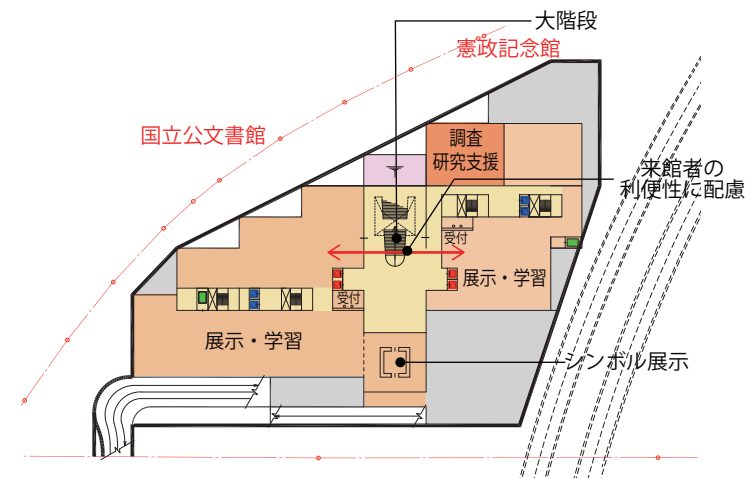 大階段
憲政記念館
国立公文書館
調査
研究支援
来館者の
利便性に配慮
受付
展示・学習
受付
展示・学習
シンボル展示